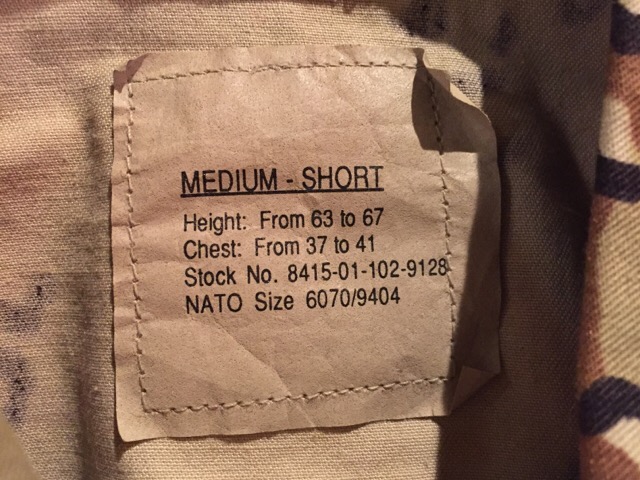 MEDIUM - SHORT
Height: From 63 to 67
Chest: From 37 to 41
Stock No. 8415-01-102-9128
NATO Size 6070/9404